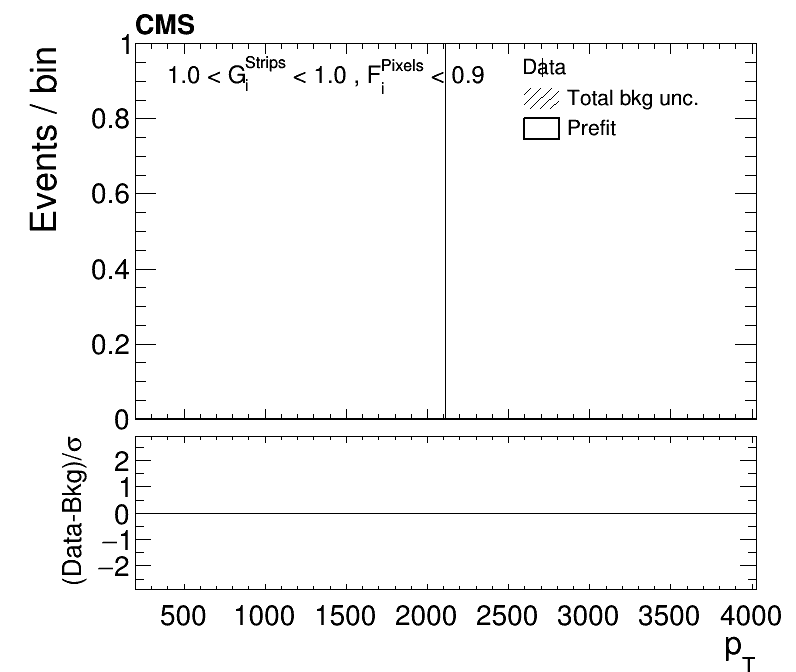 CMS
1
1.0 < G_i^Strips < 1.0 , F_i^Pixels < 0.9
Data
Total bkg unc.
Prefit
Events / bin
0.8
0.6
0.4
0.2
0
(Data-Bkg)/σ
2
1
0
−1
−2
500 1000 1500 2000 2500 3000 3500 4000
p_T